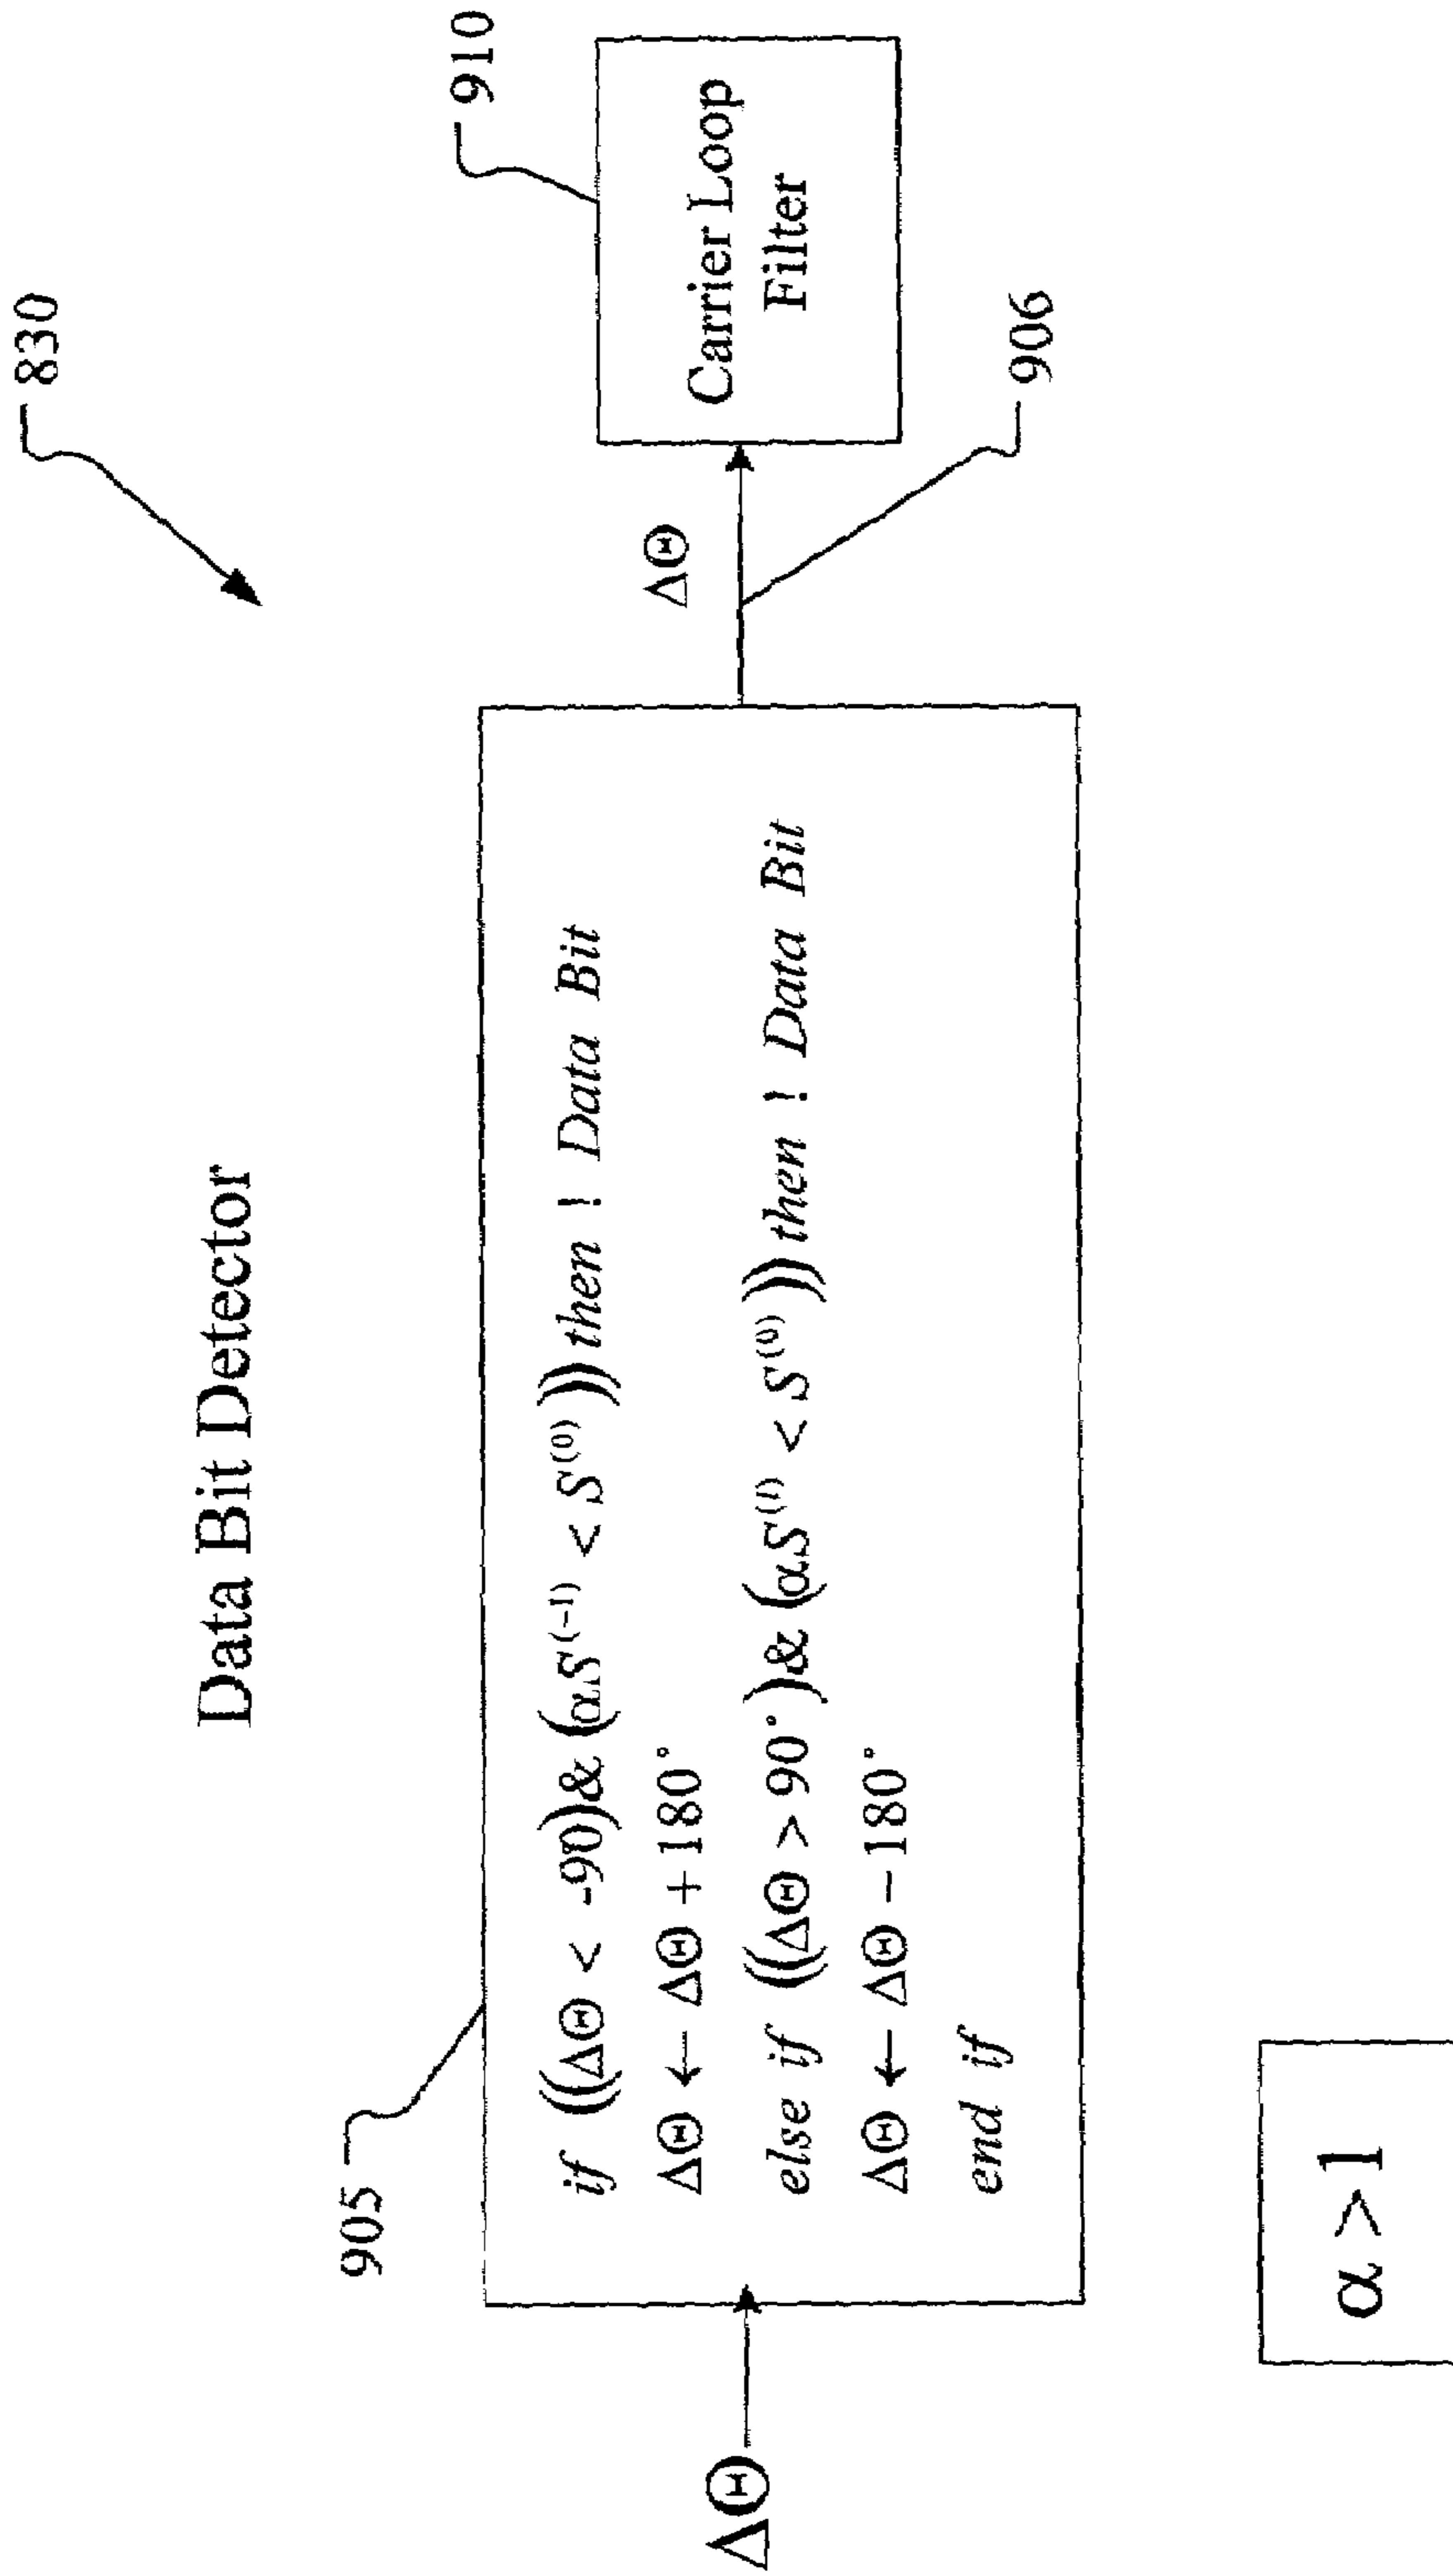 Data Bit Detector
830
905
if ((ΔΘ < -90)& (αS⁽⁻¹⁾ < S⁽⁰⁾)) then ! Data Bit
ΔΘ ← ΔΘ +180°
else if ((ΔΘ > 90°)& (αS⁽¹⁾ < S⁽⁰⁾)) then ! Data Bit
ΔΘ ← ΔΘ −180°
end if
ΔΘ
ΔΘ
906
Carrier Loop
Filter
910
α >1